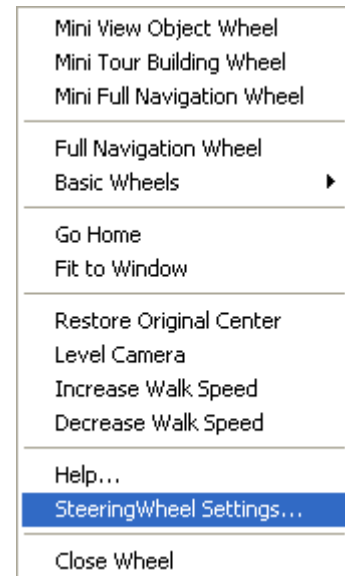 Mini View Object Wheel
Mini Tour Building Wheel
Mini Full Navigation Wheel
Full Navigation Wheel
Basic Wheels
Go Home
Fit to Window
Restore Original Center
Level Camera
Increase Walk Speed
Decrease Walk Speed
Help...
SteeringWheel Settings...
Close Wheel